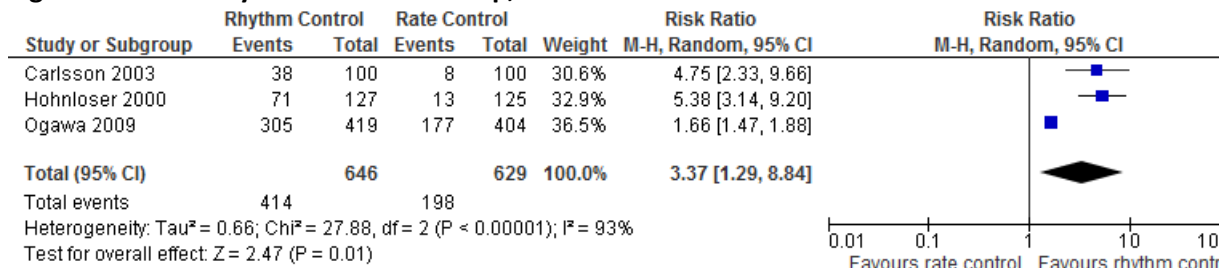 Rhythm Control Rate Control Risk Ratio Risk Ratio
Study or Subgroup Events Total Events Total Weight M-H, Random, 95% CI M-H, Random, 95% CI
Carlsson 2003 38 100 8 100 30.6% 4.75 [2.33, 9.66]
Hohnloser 2000 71 127 13 125 32.9% 5.38 [3.14, 9.20]
Ogawa 2009 305 419 177 404 36.5% 1.66 [1.47, 1.88]
Total (95% CI) 646 629 100.0% 3.37 [1.29, 8.84]
Total events 414 198
Heterogeneity: Tau² = 0.66; Chi² = 27.88, df = 2 (P < 0.00001); I² = 93%
Test for overall effect: Z = 2.47 (P = 0.01)
0.01 0.1 1 10 10
Favours rate control Favours rhythm contr